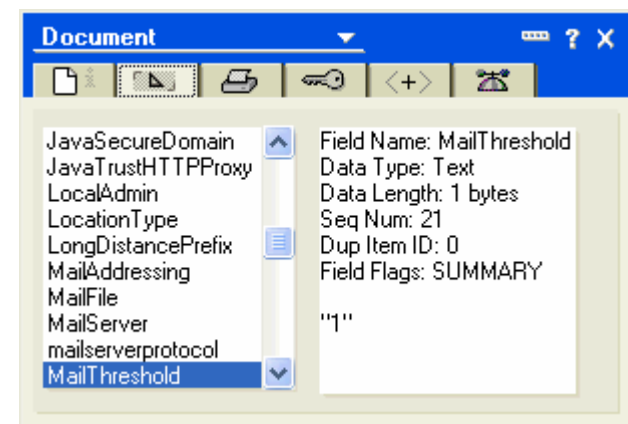 Document
? X
<+>
JavaSecureDomain
JavaTrustHTTPProxy
LocalAdmin
LocationType
LongDistancePrefix
MailAddressing
MailFile
MailServer
mailserverprotocol
MailThreshold
Field Name: MailThreshold
Data Type: Text
Data Length: 1 bytes
Seq Num: 21
Dup Item ID: 0
Field Flags: SUMMARY
"1"